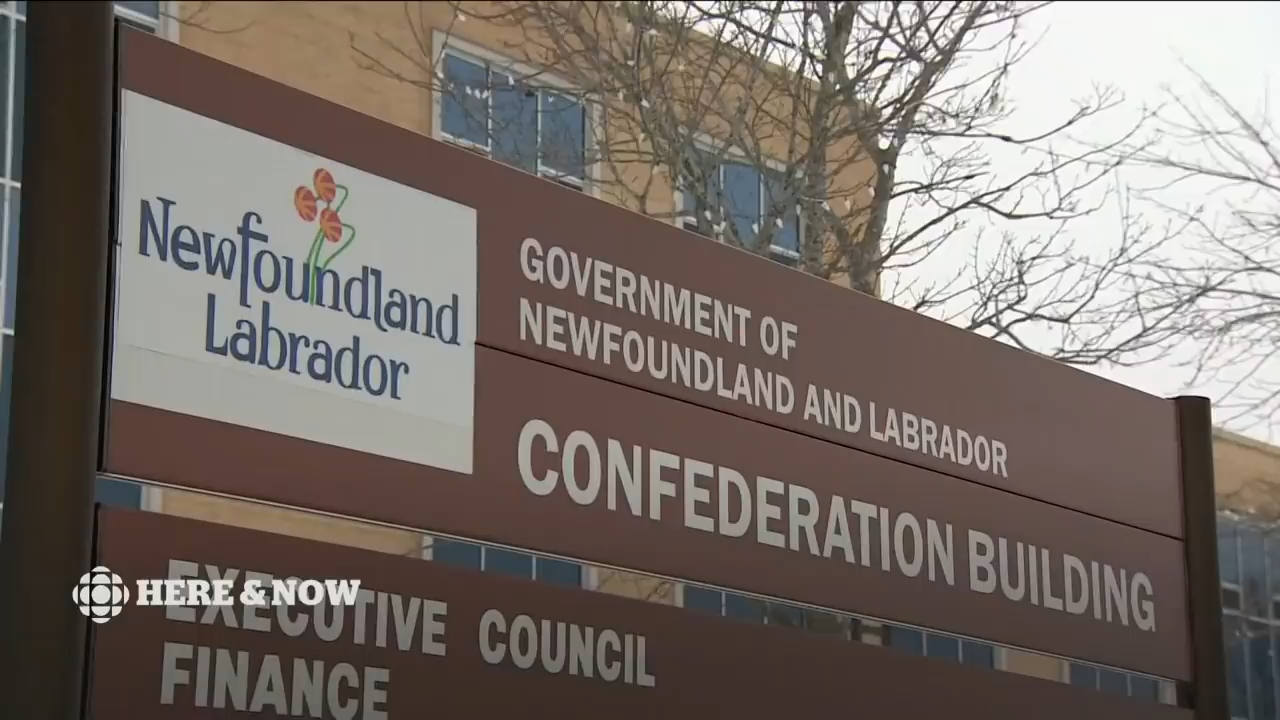 Newfoundland
Labrador
GOVERNMENT OF
NEWFOUNDLAND AND LABRADOR
CONFEDERATION BUILDING
EXECUTIVE COUNCIL
FINANCE
HERE & NOW